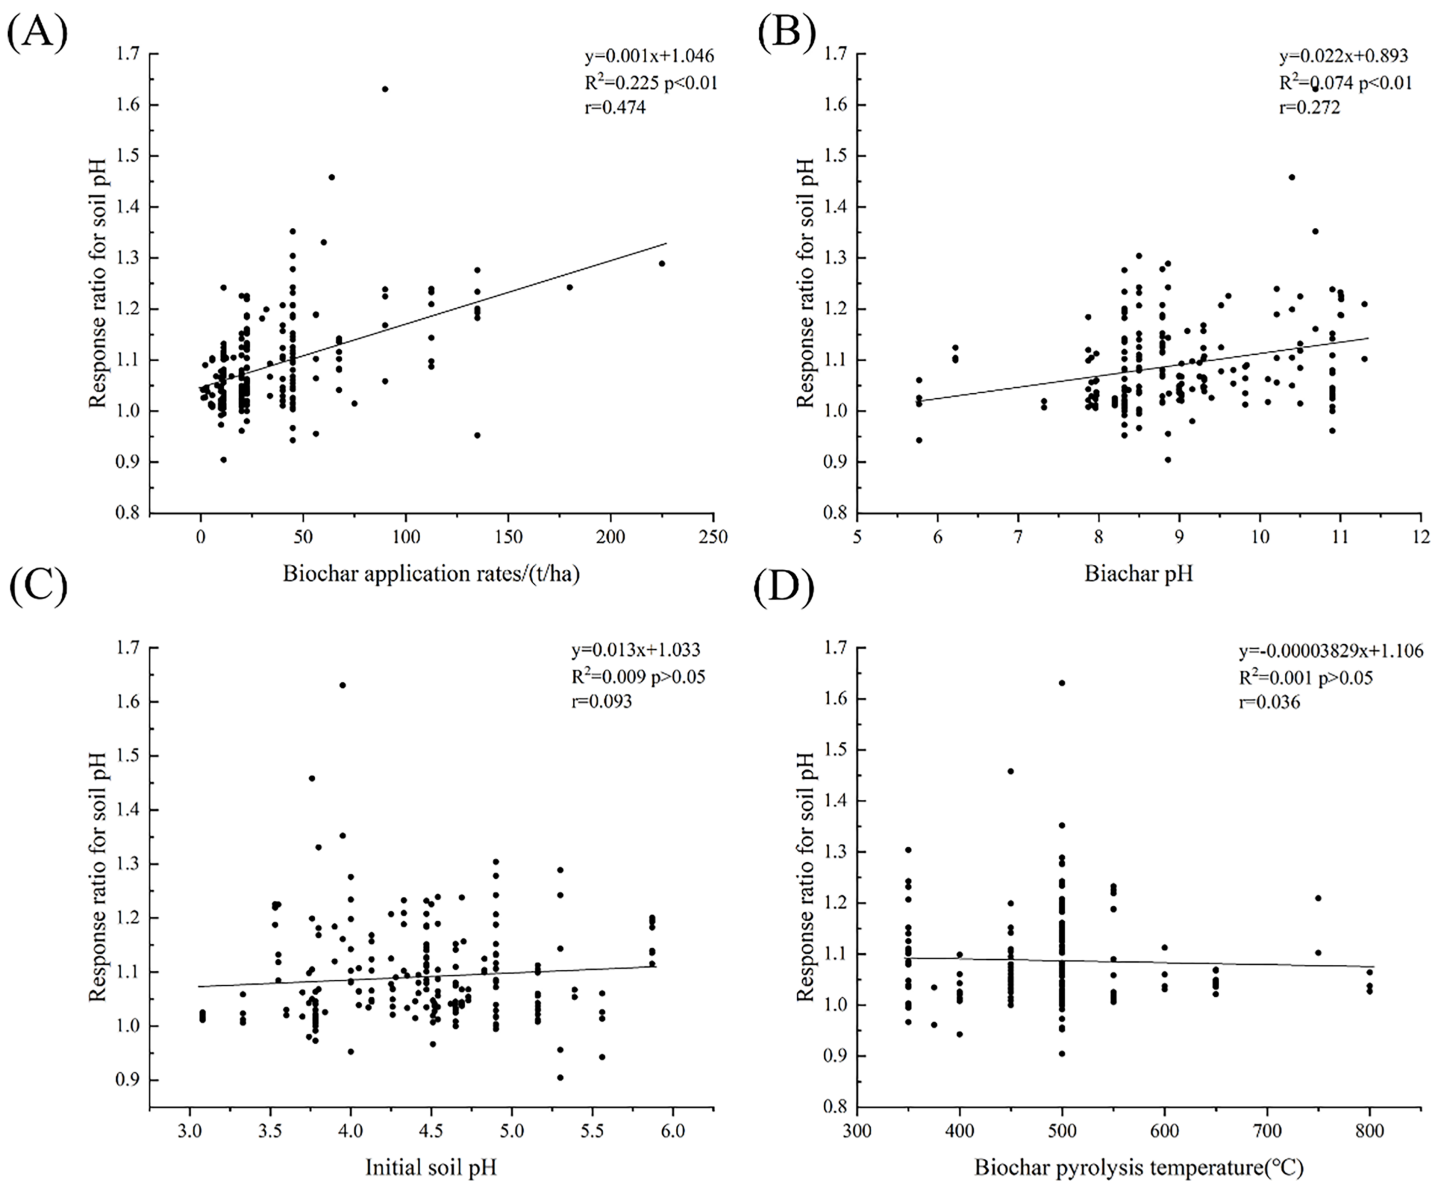 (A)
y=0.001x+1.046
R²=0.225 p<0.01
r=0.474
Response ratio for soil pH
1.7
1.6
1.5
1.4
1.3
1.2
1.1
1.0
0.9
0.8
0 50 100 150 200 250
Biochar application rates/(t/ha)
(B)
y=0.022x+0.893
R²=0.074 p<0.01
r=0.272
Response ratio for soil pH
1.7
1.6
1.5
1.4
1.3
1.2
1.1
1.0
0.9
0.8
5 6 7 8 9 10 11 12
Biachar pH
(C)
y=0.013x+1.033
R²=0.009 p>0.05
r=0.093
Response ratio for soil pH
1.7
1.6
1.5
1.4
1.3
1.2
1.1
1.0
0.9
3.0 3.5 4.0 4.5 5.0 5.5 6.0
Initial soil pH
(D)
y=-0.00003829x+1.106
R²=0.001 p>0.05
r=0.036
Response ratio for soil pH
1.7
1.6
1.5
1.4
1.3
1.2
1.1
1.0
0.9
0.8
300 400 500 600 700 800
Biochar pyrolysis temperature(°C)